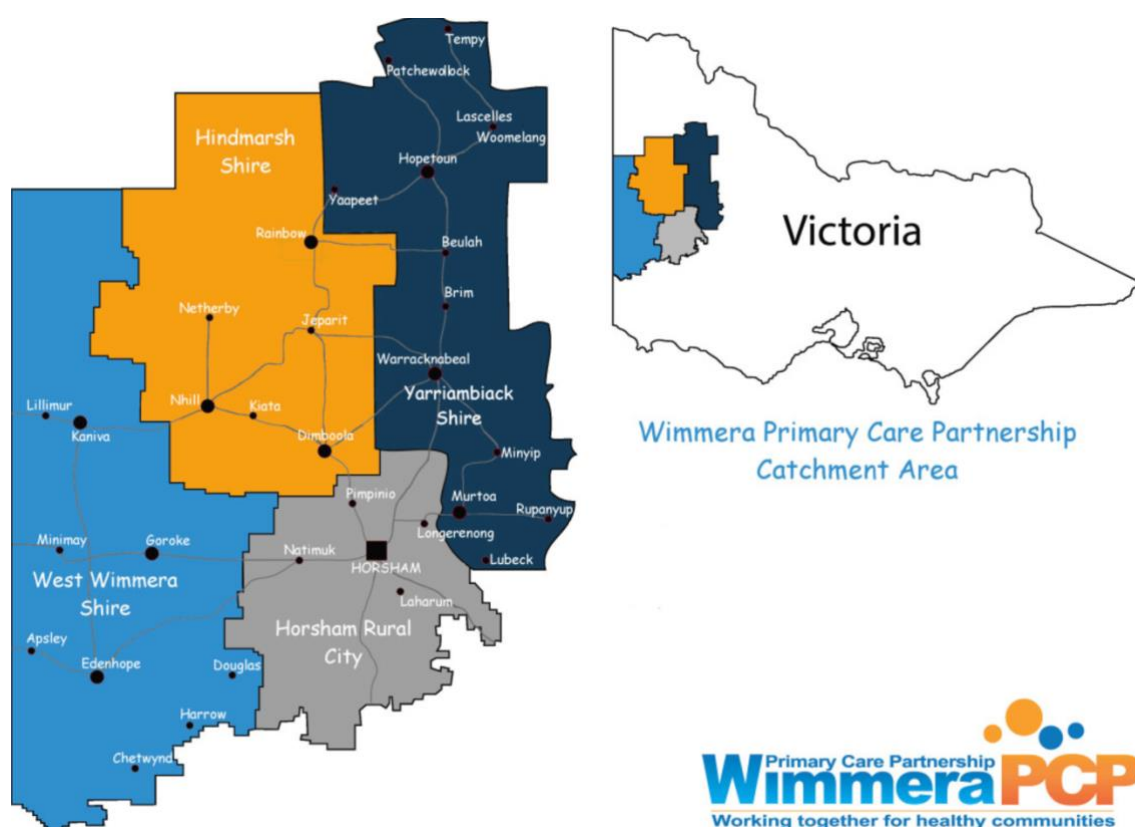 Tempy
Patchewollock
Lascelles
Woomelang
Hindmarsh
Shire
Hopetoun
Yaapeet
Rainbow
Beulah
Netherby
Brim
Jeparit
Warracknabeal
Yarriambiack
Shire
Nhill
Kiata
Lillimur
Kaniva
Dimboola
Minyip
Pimpinio
Murtoa
Rupanyup
Longerenong
Minimay
Goroke
Natimuk
HORSHAM
Lubeck
West Wimmera
Shire
Laharum
Horsham Rural
City
Apsley
Edenhope
Douglas
Harrow
Chetwynd
Victoria
Wimmera Primary Care Partnership
Catchment Area
Primary Care Partnership
Wimmera PCP
Working together for healthy communities